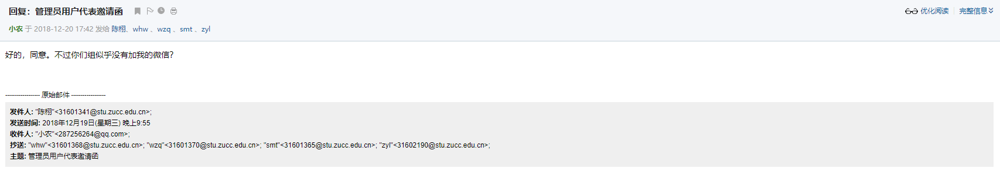 回复：管理员用户代表邀请函
优化阅读 | 完整信息
小农 于 2018-12-20 17:42 发给 陈栩、whw 、wzq 、smt 、zyl
好的，同意。不过你们组似乎没有加我的微信?
------------------ 原始邮件 ------------------
发件人: "陈栩"<31601341@stu.zucc.edu.cn>;
发送时间: 2018年12月19日(星期三) 晚上9:55
收件人: "小农"<287256264@qq.com>;
抄送: "whw"<31601368@stu.zucc.edu.cn>; "wzq"<31601370@stu.zucc.edu.cn>; "smt"<31601365@stu.zucc.edu.cn>; "zyl"<31602190@stu.zucc.edu.cn>;
主题: 管理员用户代表邀请函